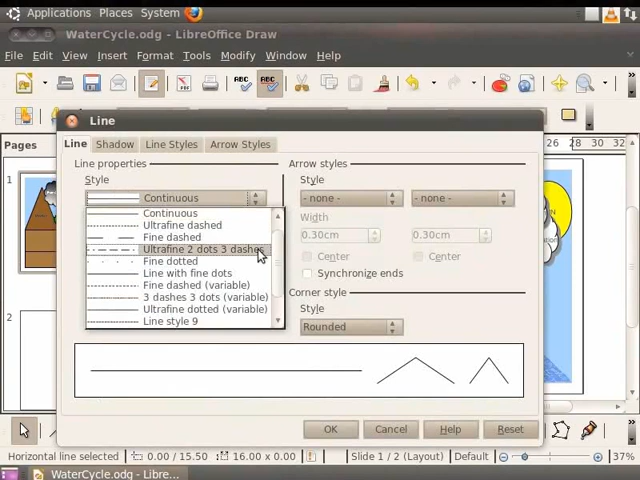 Applications Places System
WaterCycle.odg - LibreOffice Draw
File Edit View Insert Format Tools Modify Window Help
Pages
1
2
Line
Line Shadow Line Styles Arrow Styles
Line properties
Style
Continuous
Continuous
Ultrafine dashed
Fine dashed
Ultrafine 2 dots 3 dashes
Fine dotted
Line with fine dots
Fine dashed (variable)
3 dashes 3 dots (variable)
Ultrafine dotted (variable)
Line style 9
Arrow styles
Style
- none - - none -
Width
0.30cm 0.30cm
Center Center
Synchronize ends
Corner style
Style
Rounded
OK Cancel Help Reset
26 28 30
Horizontal line selected 0.00 / 15.50 16.00 x 0.00 Slide 1 / 2 (Layout) Default 37%
WaterCycle.odg - Libre...